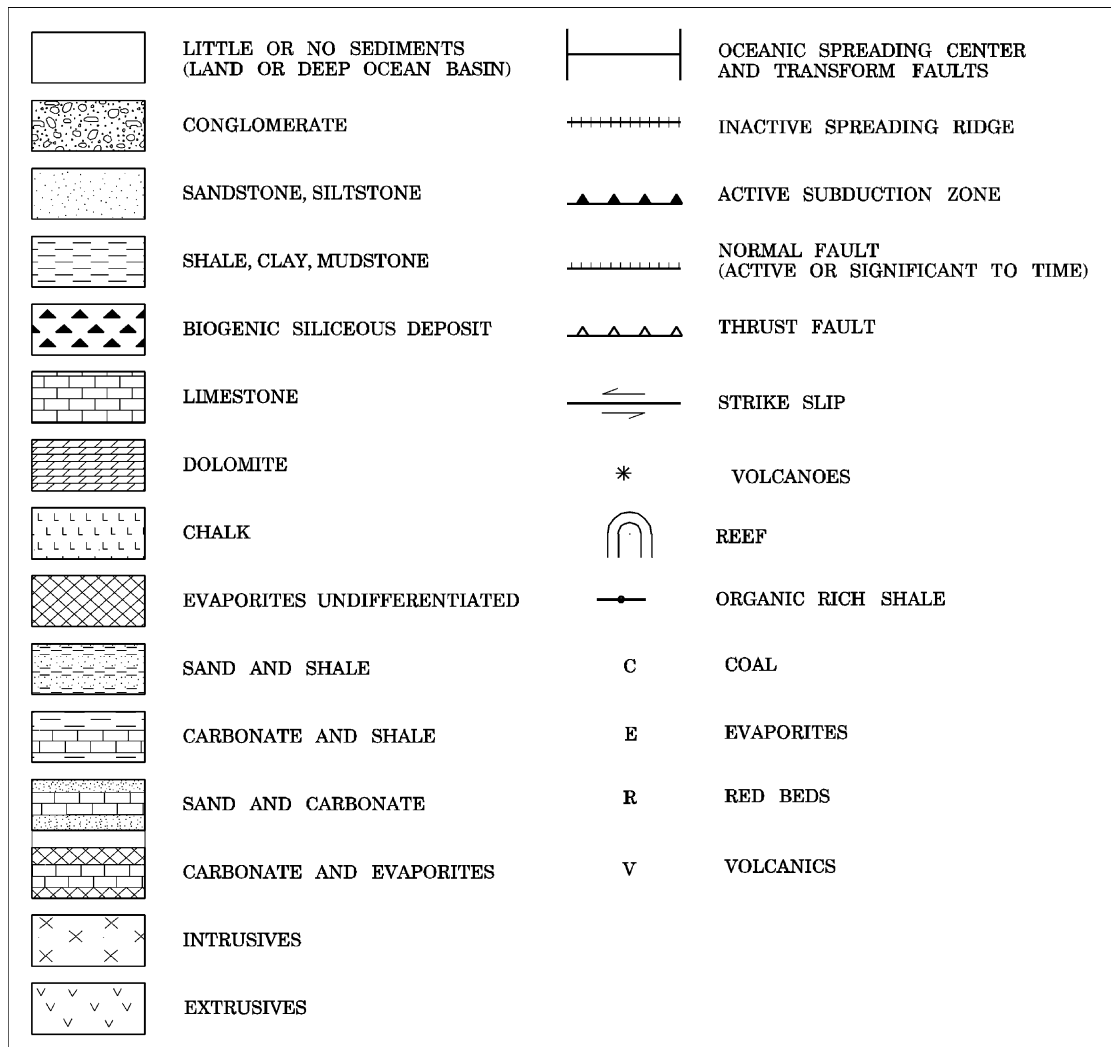 LITTLE OR NO SEDIMENTS
(LAND OR DEEP OCEAN BASIN)
CONGLOMERATE
SANDSTONE, SILTSTONE
SHALE, CLAY, MUDSTONE
BIOGENIC SILICEOUS DEPOSIT
LIMESTONE
DOLOMITE
CHALK
EVAPORITES UNDIFFERENTIATED
SAND AND SHALE
CARBONATE AND SHALE
SAND AND CARBONATE
CARBONATE AND EVAPORITES
INTRUSIVES
EXTRUSIVES
OCEANIC SPREADING CENTER
AND TRANSFORM FAULTS
INACTIVE SPREADING RIDGE
ACTIVE SUBDUCTION ZONE
NORMAL FAULT
(ACTIVE OR SIGNIFICANT TO TIME)
THRUST FAULT
STRIKE SLIP
VOLCANOES
REEF
ORGANIC RICH SHALE
C COAL
E EVAPORITES
R RED BEDS
V VOLCANICS